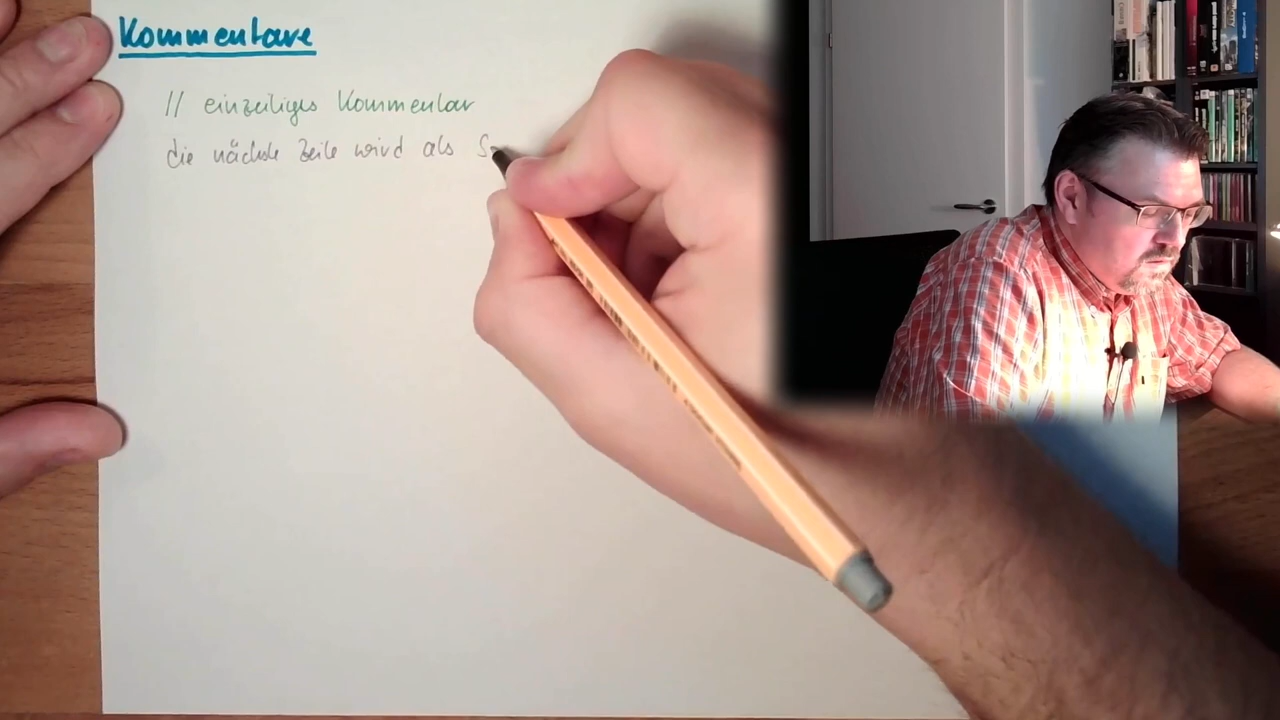 Kommentare
// einzeiliges Kommentar
die nächste Zeile wird als S